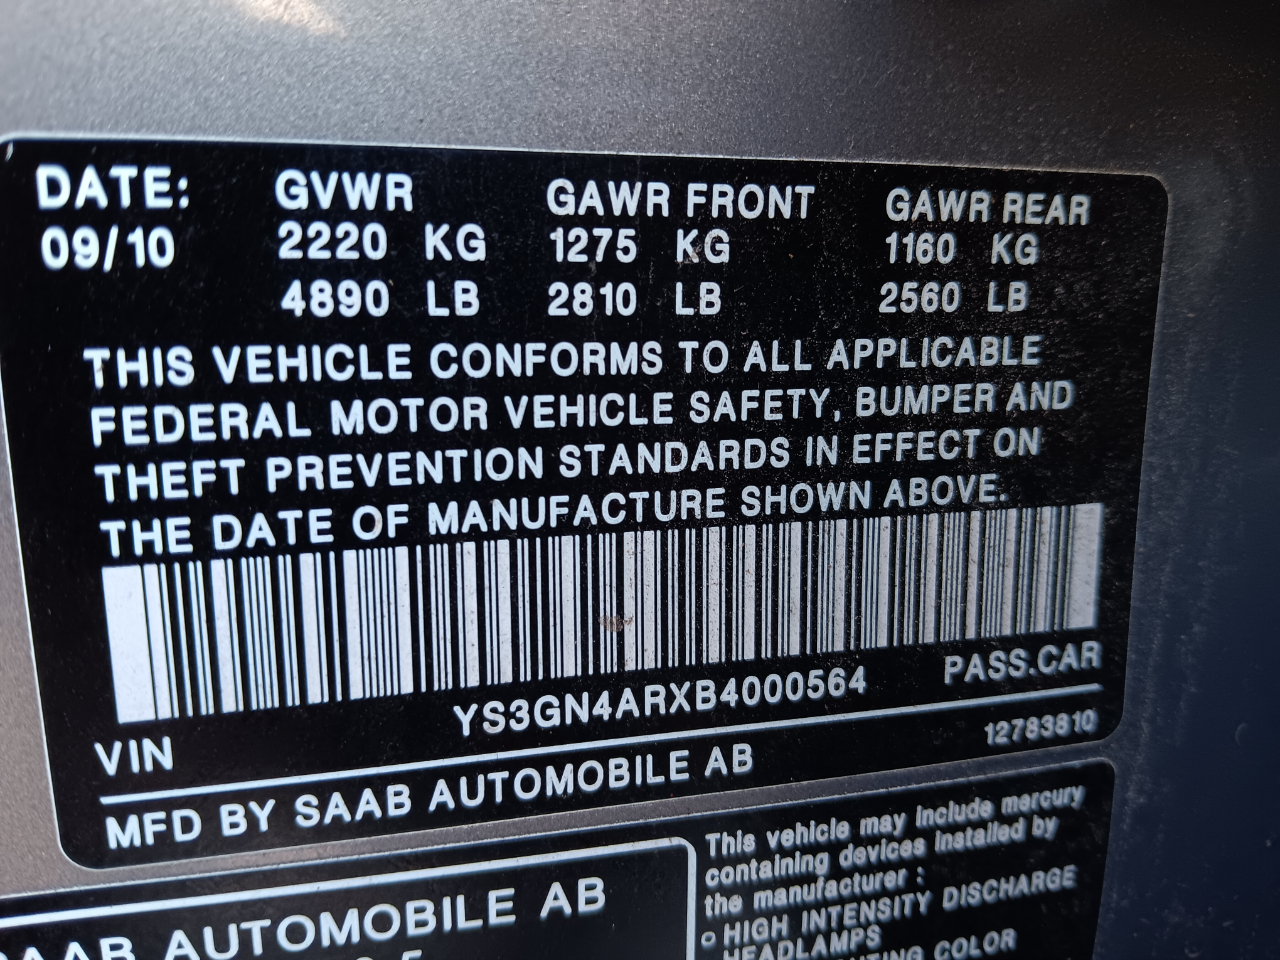 DATE: GVWR GAWR FRONT GAWR REAR
09/10 2220 KG 1275 KG 1160 KG
4890 LB 2810 LB 2560 LB
THIS VEHICLE CONFORMS TO ALL APPLICABLE
FEDERAL MOTOR VEHICLE SAFETY, BUMPER AND
THEFT PREVENTION STANDARDS IN EFFECT ON
THE DATE OF MANUFACTURE SHOWN ABOVE.
YS3GN4ARXB4000564 PASS.CAR
VIN
12783810
MFD BY SAAB AUTOMOBILE AB
SAAB AUTOMOBILE AB
This vehicle may include mercury
containing devices installed by
the manufacturer :
o HIGH INTENSITY DISCHARGE
HEADLAMPS
COLOR